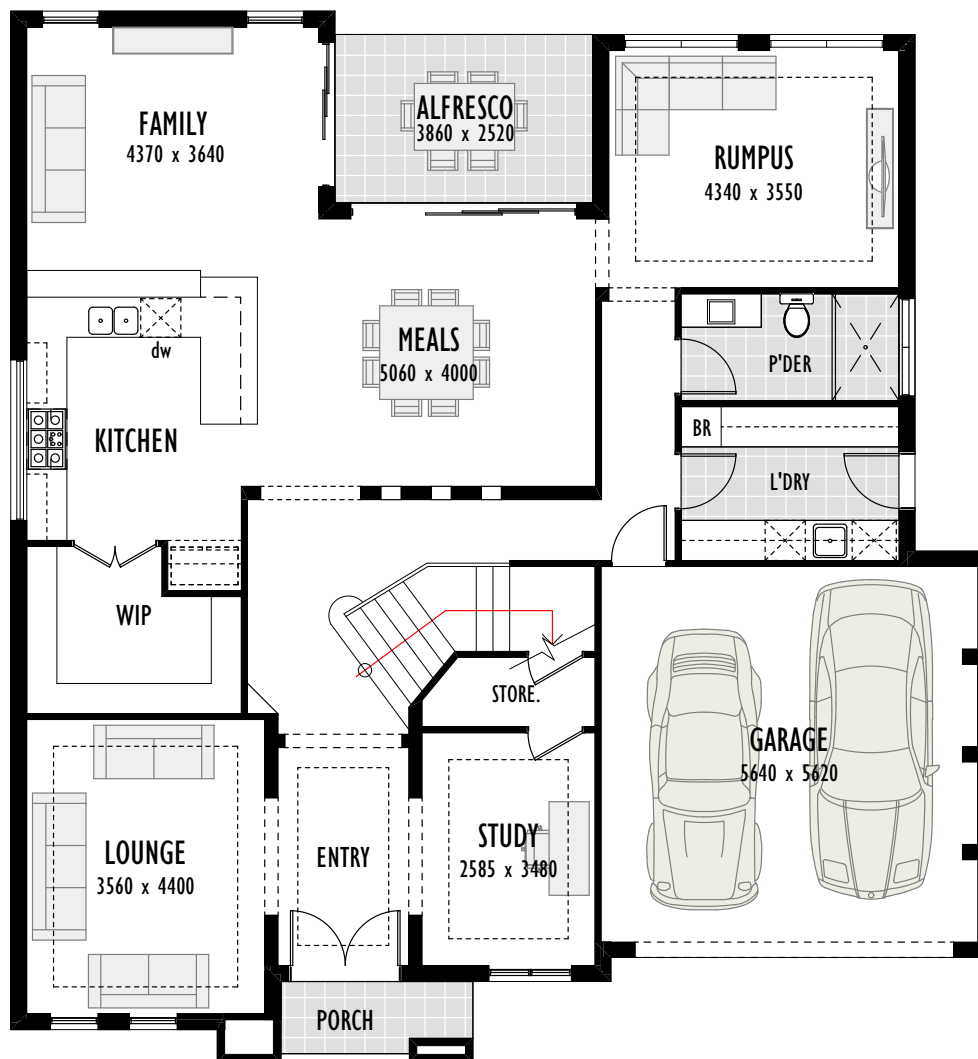 FAMILY
4370 x 3640
ALFRESCO
3860 x 2520
RUMPUS
4340 x 3550
MEALS
5060 x 4000
dw
P'DER
KITCHEN
BR
L'DRY
WIP
STORE.
GARAGE
5640 x 5620
LOUNGE
3560 x 4400
ENTRY
STUDY
2585 x 3480
PORCH